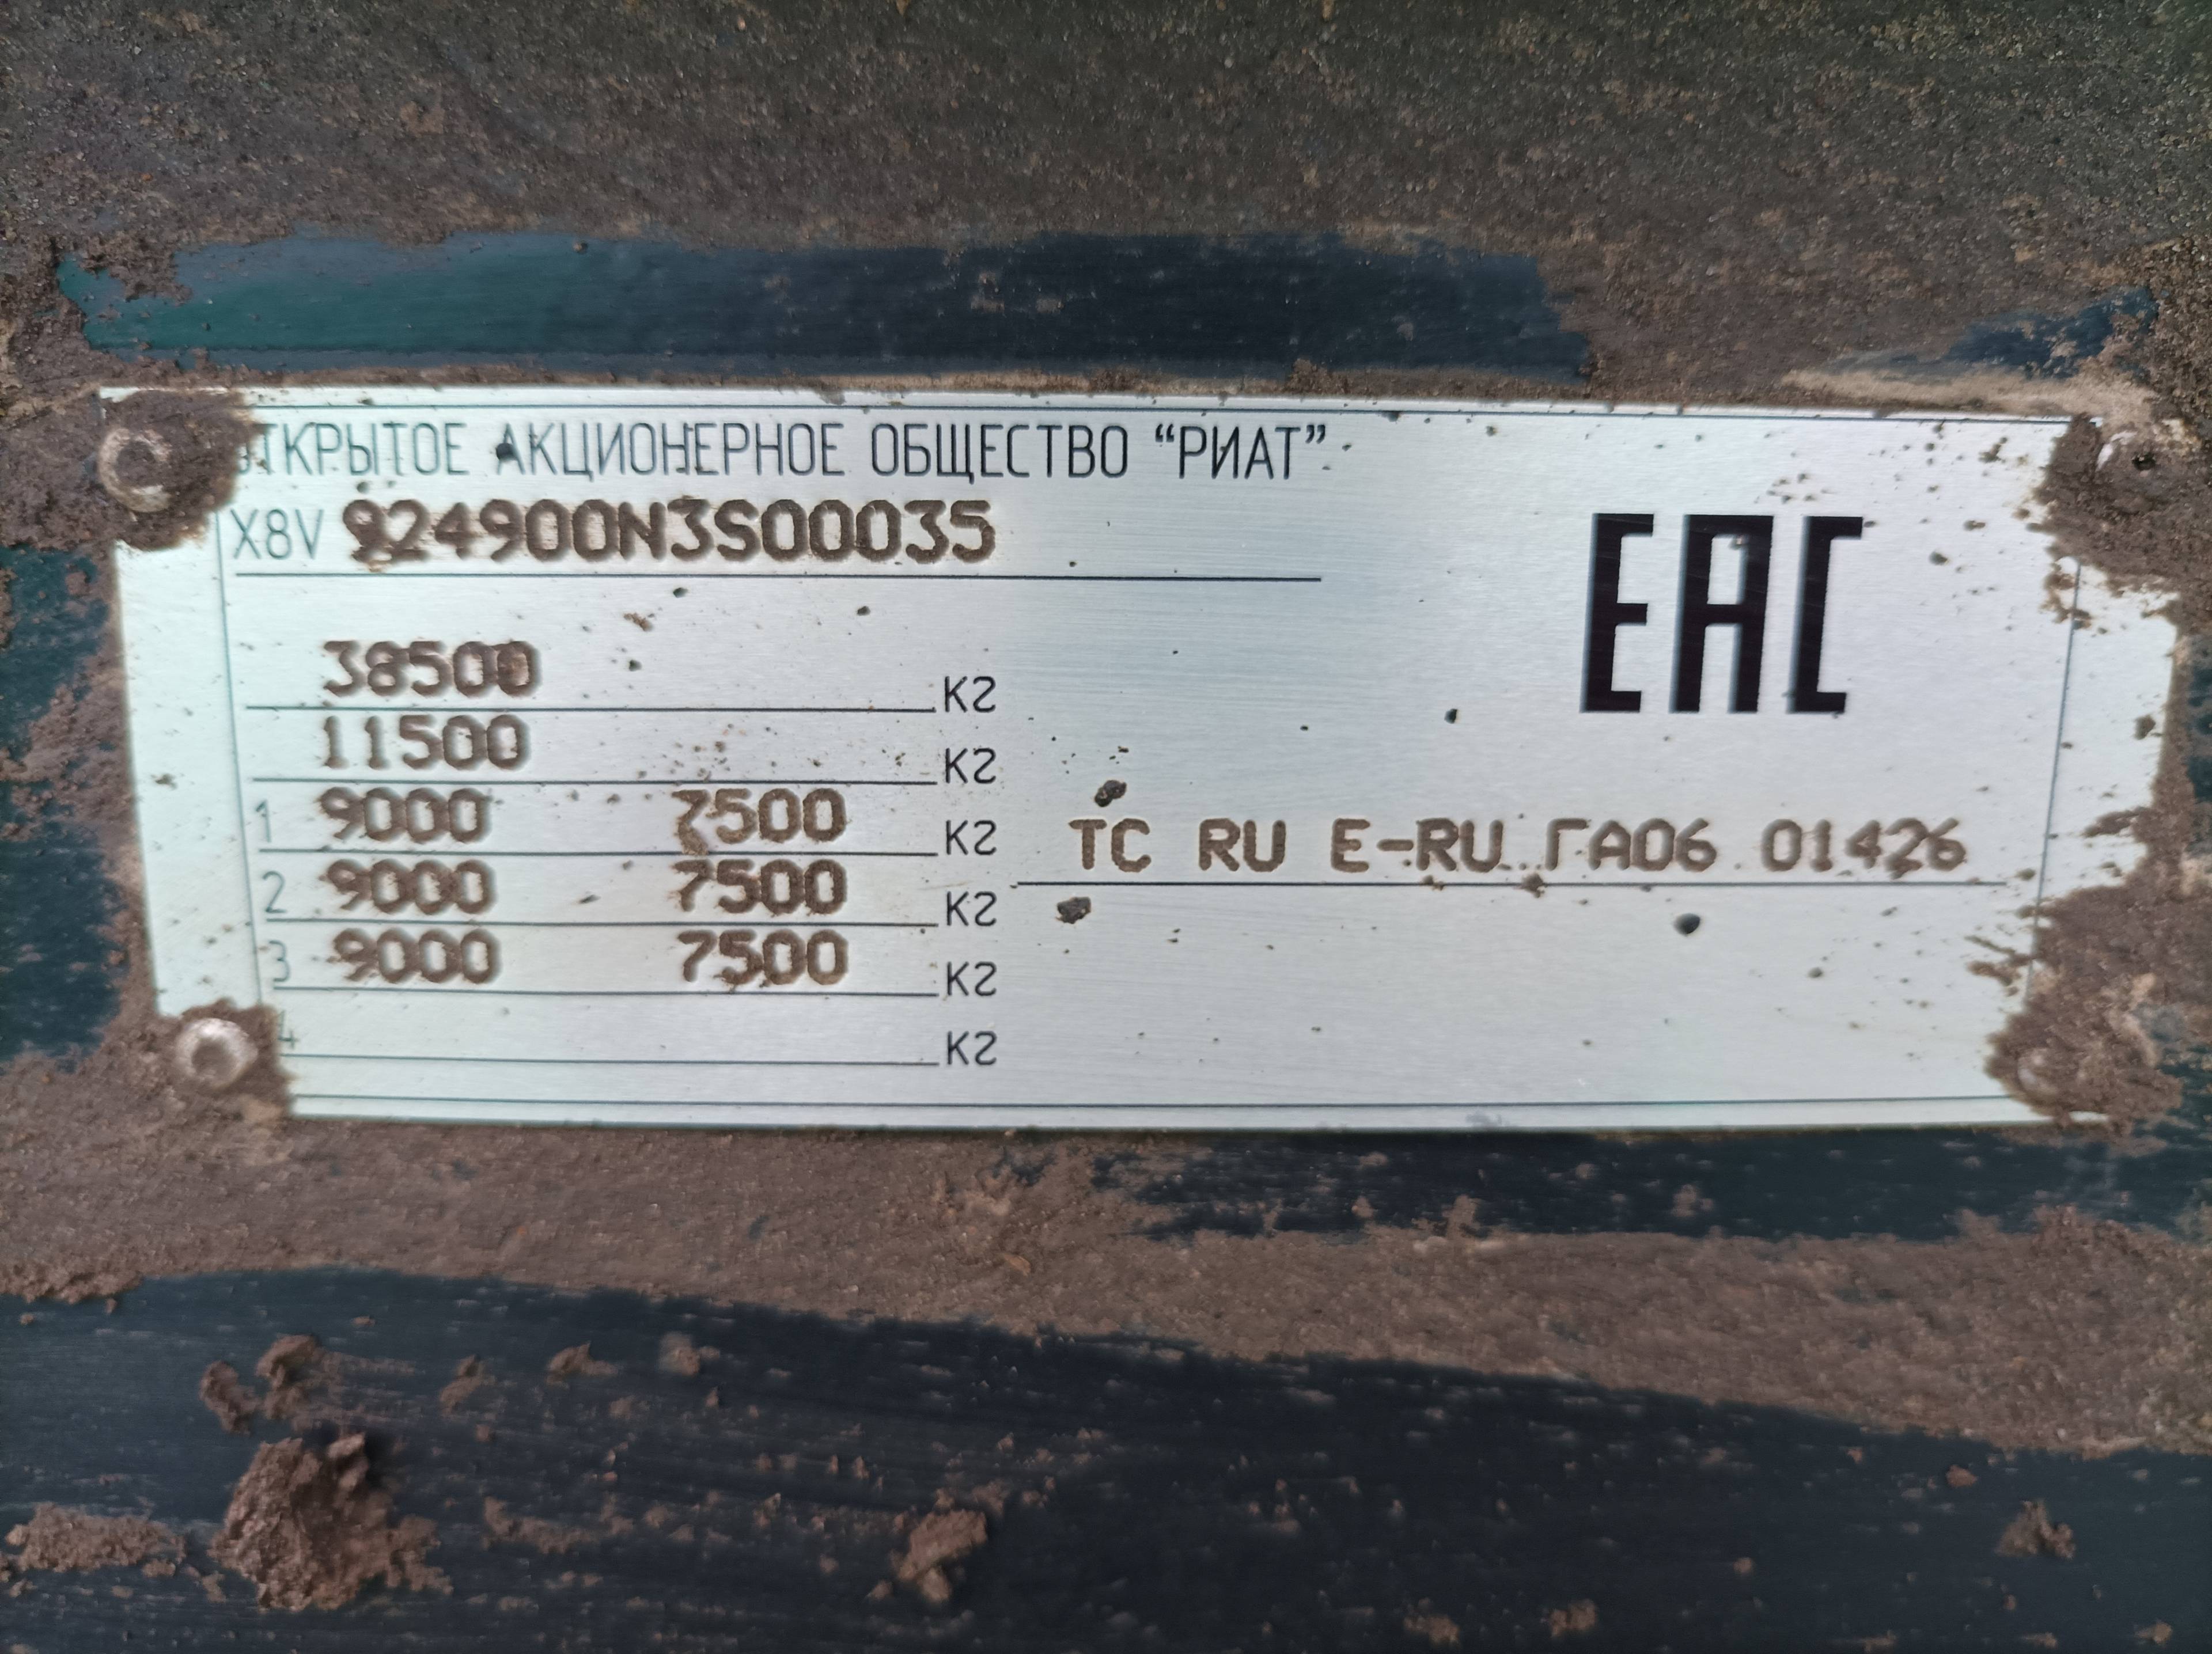 ОТКРЫТОЕ АКЦИОНЕРНОЕ ОБЩЕСТВО “РИАТ”
X8V 924900N3S00035
EAC
38500 кг
11500 кг
1 9000 7500 кг
2 9000 7500 кг
3 9000 7500 кг
4 кг
ТС RU E-RU.ГА06.01426